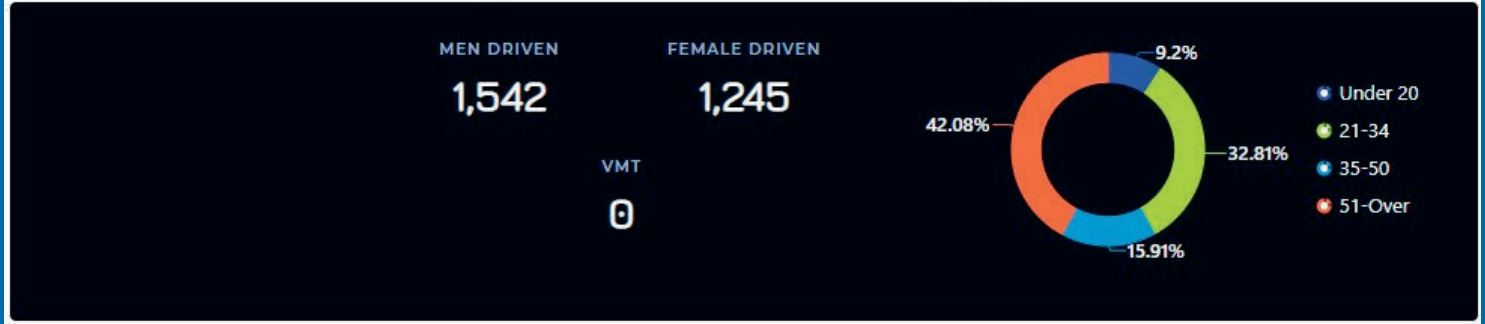 MEN DRIVEN
1,542
FEMALE DRIVEN
1,245
VMT
0
9.2%
32.81%
15.91%
42.08%
Under 20
21-34
35-50
51-Over